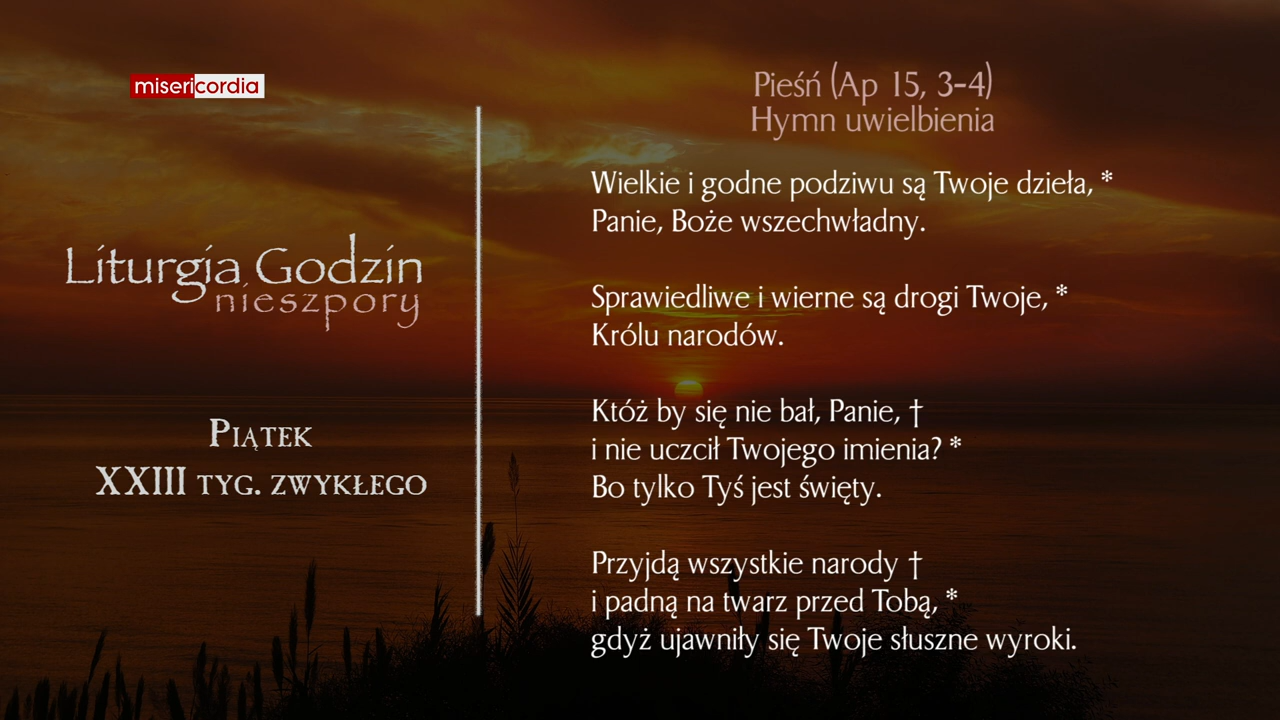 misericordia
Liturgia Godzin
nieszpory
Piątek
XXIII tyg. zwykłego
Pieśń (Ap 15, 3-4)
Hymn uwielbienia
Wielkie i godne podziwu są Twoje dzieła, *
Panie, Boże wszechwładny.
Sprawiedliwe i wierne są drogi Twoje, *
Królu narodów.
Któż by się nie bał, Panie, †
i nie uczcił Twojego imienia? *
Bo tylko Tyś jest święty.
Przyjdą wszystkie narody †
i padną na twarz przed Tobą, *
gdyż ujawniły się Twoje słuszne wyroki.